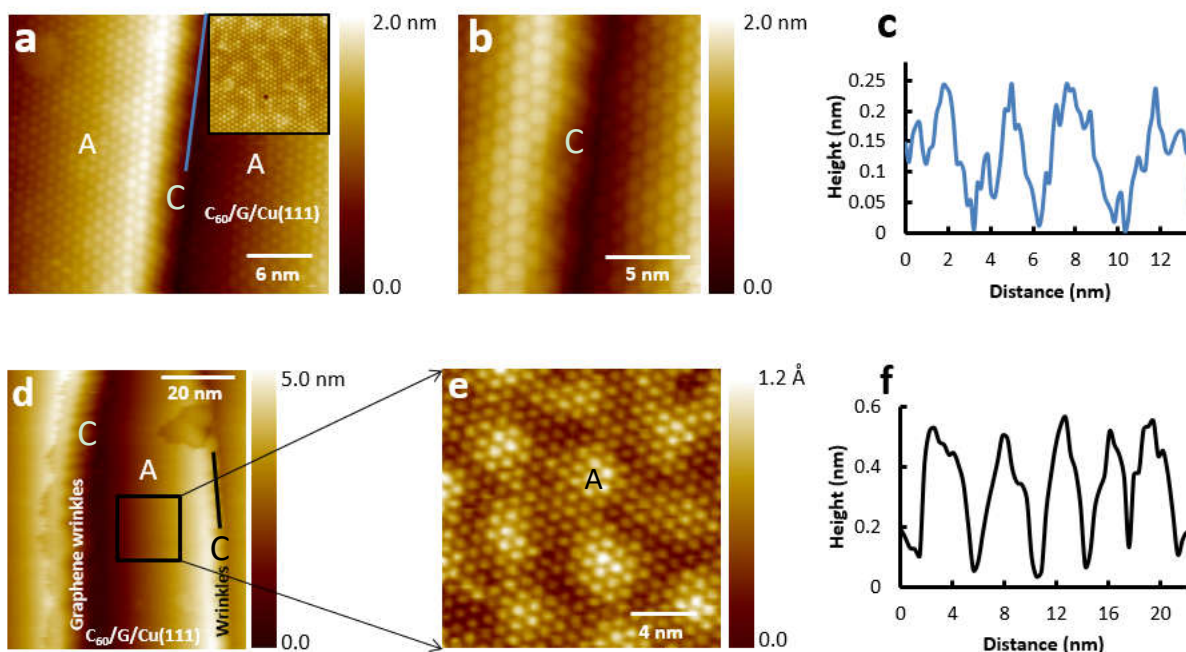 a
A
C
A
C₆₀/G/Cu(111)
6 nm
2.0 nm
0.0
b
C
5 nm
2.0 nm
0.0
c
Height (nm)
0.25
0.2
0.15
0.1
0.05
0
0 2 4 6 8 10 12
Distance (nm)
d
20 nm
C
A
Graphene wrinkles
C
Wrinkles
C₆₀/G/Cu(111)
5.0 nm
0.0
e
A
4 nm
1.2 Å
0.0
f
Height (nm)
0.6
0.4
0.2
0
0 4 8 12 16 20
Distance (nm)